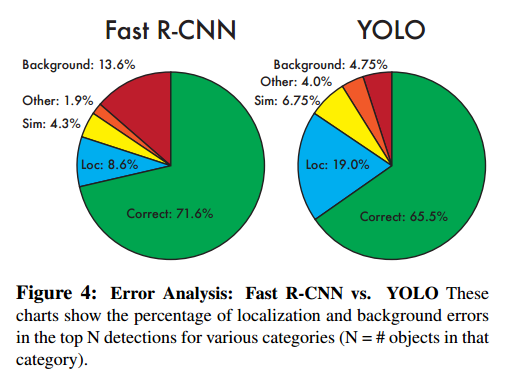 Fast R-CNN
YOLO
Background: 13.6%
Other: 1.9%
Sim: 4.3%
Loc: 8.6%
Correct: 71.6%
Background: 4.75%
Other: 4.0%
Sim: 6.75%
Loc: 19.0%
Correct: 65.5%
Figure 4: Error Analysis: Fast R-CNN vs. YOLO These
charts show the percentage of localization and background errors
in the top N detections for various categories (N = # objects in that
category).